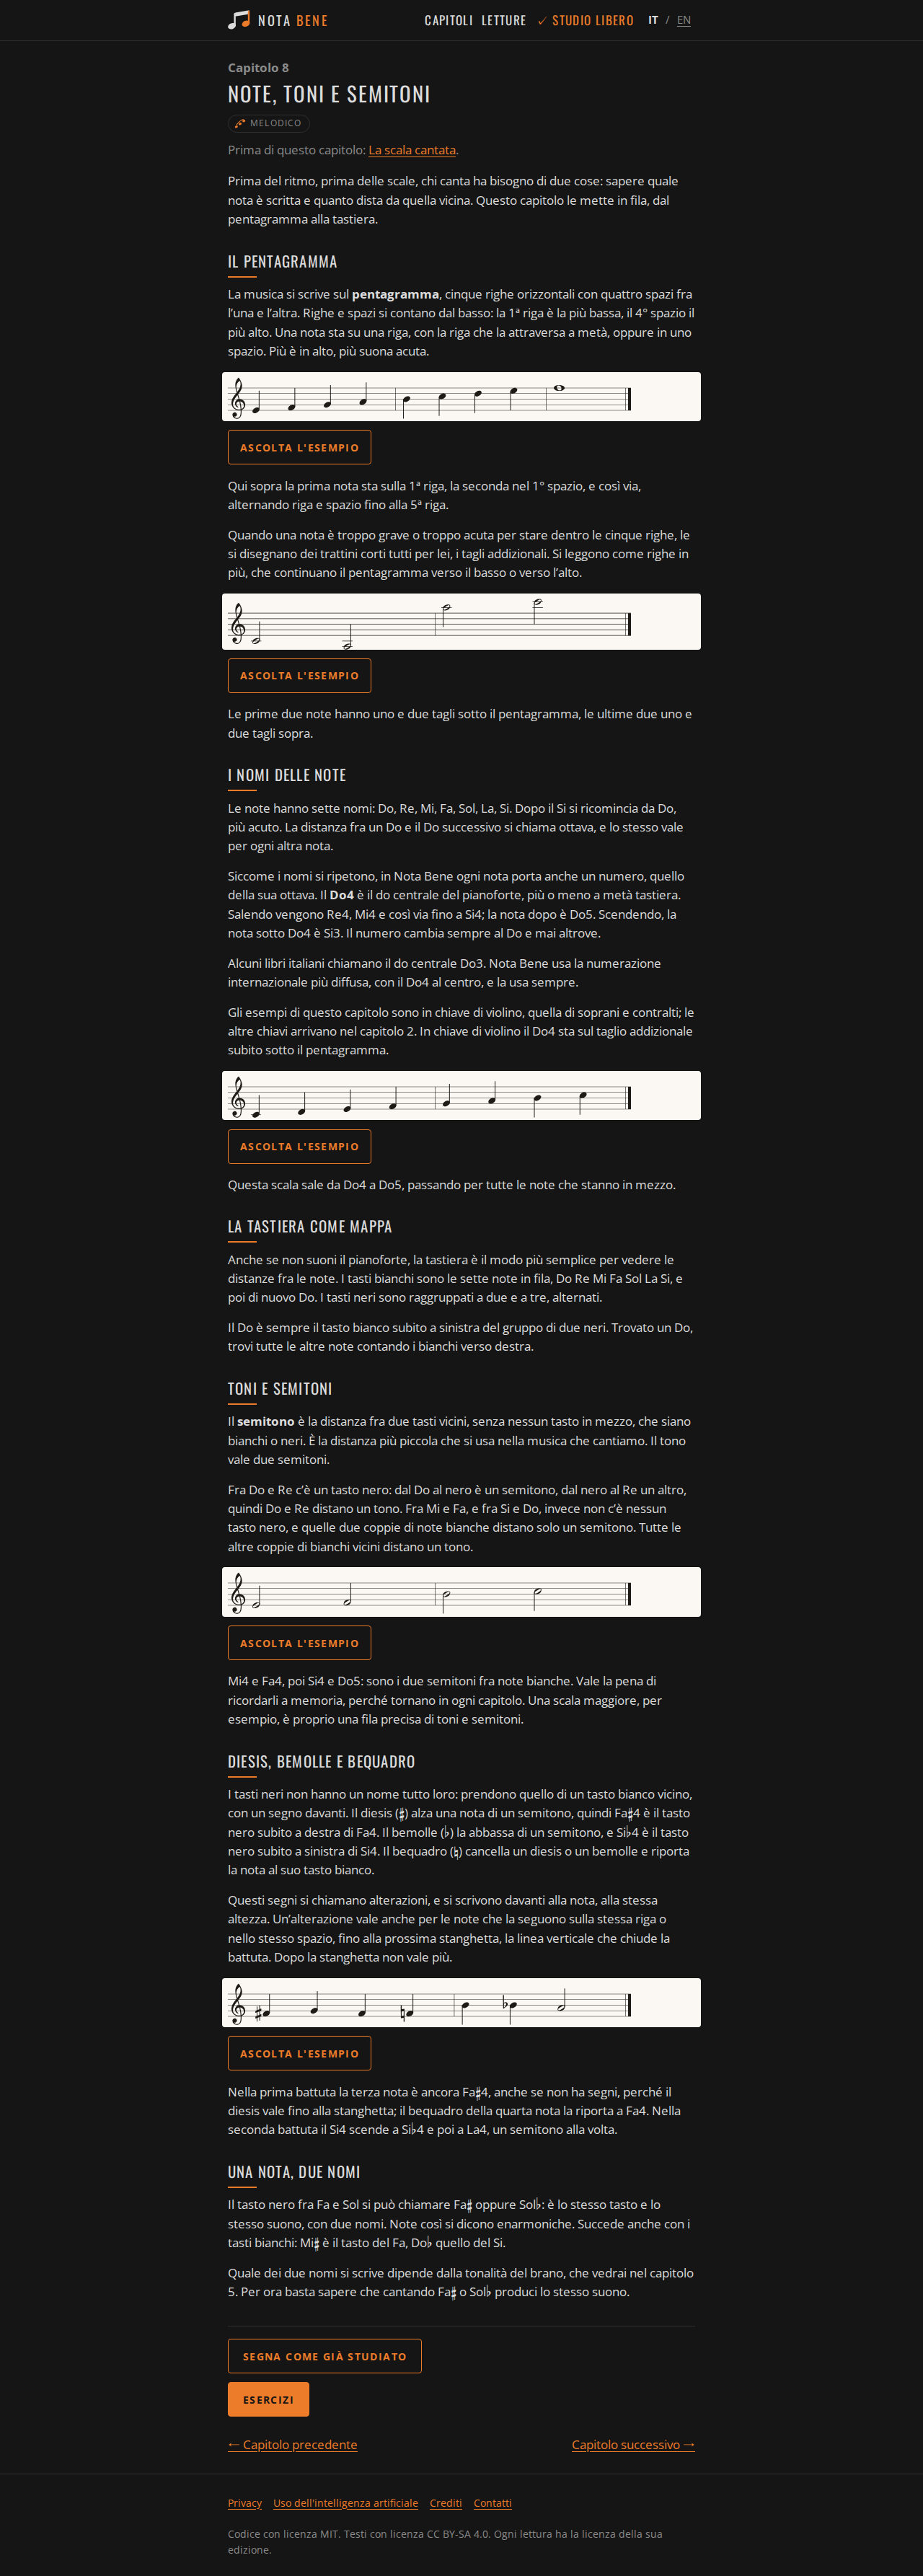 NOTA BENE
CAPITOLI LETTURE ✓ STUDIO LIBERO IT / EN
Capitolo 8
NOTE, TONI E SEMITONI
MELODICO
Prima di questo capitolo: La scala cantata.
Prima del ritmo, prima delle scale, chi canta ha bisogno di due cose: sapere quale
nota è scritta e quanto dista da quella vicina. Questo capitolo le mette in fila, dal
pentagramma alla tastiera.
IL PENTAGRAMMA
La musica si scrive sul pentagramma, cinque righe orizzontali con quattro spazi fra
l’una e l’altra. Righe e spazi si contano dal basso: la 1ª riga è la più bassa, il 4° spazio il
più alto. Una nota sta su una riga, con la riga che la attraversa a metà, oppure in uno
spazio. Più è in alto, più suona acuta.
ASCOLTA L'ESEMPIO
Qui sopra la prima nota sta sulla 1ª riga, la seconda nel 1° spazio, e così via,
alternando riga e spazio fino alla 5ª riga.
Quando una nota è troppo grave o troppo acuta per stare dentro le cinque righe, le
si disegnano dei trattini corti tutti per lei, i tagli addizionali. Si leggono come righe in
più, che continuano il pentagramma verso il basso o verso l’alto.
ASCOLTA L'ESEMPIO
Le prime due note hanno uno e due tagli sotto il pentagramma, le ultime due uno e
due tagli sopra.
I NOMI DELLE NOTE
Le note hanno sette nomi: Do, Re, Mi, Fa, Sol, La, Si. Dopo il Si si ricomincia da Do,
più acuto. La distanza fra un Do e il Do successivo si chiama ottava, e lo stesso vale
per ogni altra nota.
Siccome i nomi si ripetono, in Nota Bene ogni nota porta anche un numero, quello
della sua ottava. Il Do4 è il do centrale del pianoforte, più o meno a metà tastiera.
Salendo vengono Re4, Mi4 e così via fino a Si4; la nota dopo è Do5. Scendendo, la
nota sotto Do4 è Si3. Il numero cambia sempre al Do e mai altrove.
Alcuni libri italiani chiamano il do centrale Do3. Nota Bene usa la numerazione
internazionale più diffusa, con il Do4 al centro, e la usa sempre.
Gli esempi di questo capitolo sono in chiave di violino, quella di soprani e contralti; le
altre chiavi arrivano nel capitolo 2. In chiave di violino il Do4 sta sul taglio addizionale
subito sotto il pentagramma.
ASCOLTA L'ESEMPIO
Questa scala sale da Do4 a Do5, passando per tutte le note che stanno in mezzo.
LA TASTIERA COME MAPPA
Anche se non suoni il pianoforte, la tastiera è il modo più semplice per vedere le
distanze fra le note. I tasti bianchi sono le sette note in fila, Do Re Mi Fa Sol La Si, e
poi di nuovo Do. I tasti neri sono raggruppati a due e a tre, alternati.
Il Do è sempre il tasto bianco subito a sinistra del gruppo di due neri. Trovato un Do,
trovi tutte le altre note contando i bianchi verso destra.
TONI E SEMITONI
Il semitono è la distanza fra due tasti vicini, senza nessun tasto in mezzo, che siano
bianchi o neri. È la distanza più piccola che si usa nella musica che cantiamo. Il tono
vale due semitoni.
Fra Do e Re c’è un tasto nero: dal Do al nero è un semitono, dal nero al Re un altro,
quindi Do e Re distano un tono. Fra Mi e Fa, e fra Si e Do, invece non c’è nessun
tasto nero, e quelle due coppie di note bianche distano solo un semitono. Tutte le
altre coppie di bianchi vicini distano un tono.
ASCOLTA L'ESEMPIO
Mi4 e Fa4, poi Si4 e Do5: sono i due semitoni fra note bianche. Vale la pena di
ricordarli a memoria, perché tornano in ogni capitolo. Una scala maggiore, per
esempio, è proprio una fila precisa di toni e semitoni.
DIESIS, BEMOLLE E BEQUADRO
I tasti neri non hanno un nome tutto loro: prendono quello di un tasto bianco vicino,
con un segno davanti. Il diesis (♯) alza una nota di un semitono, quindi Fa♯4 è il tasto
nero subito a destra di Fa4. Il bemolle (♭) la abbassa di un semitono, e Si♭4 è il tasto
nero subito a sinistra di Si4. Il bequadro (♮) cancella un diesis o un bemolle e riporta
la nota al suo tasto bianco.
Questi segni si chiamano alterazioni, e si scrivono davanti alla nota, alla stessa
altezza. Un’alterazione vale anche per le note che la seguono sulla stessa riga o
nello stesso spazio, fino alla prossima stanghetta, la linea verticale che chiude la
battuta. Dopo la stanghetta non vale più.
ASCOLTA L'ESEMPIO
Nella prima battuta la terza nota è ancora Fa♯4, anche se non ha segni, perché il
diesis vale fino alla stanghetta; il bequadro della quarta nota la riporta a Fa4. Nella
seconda battuta il Si4 scende a Si♭4 e poi a La4, un semitono alla volta.
UNA NOTA, DUE NOMI
Il tasto nero fra Fa e Sol si può chiamare Fa♯ oppure Sol♭: è lo stesso tasto e lo
stesso suono, con due nomi. Note così si dicono enarmoniche. Succede anche con i
tasti bianchi: Mi♯ è il tasto del Fa, Do♭ quello del Si.
Quale dei due nomi si scrive dipende dalla tonalità del brano, che vedrai nel capitolo
5. Per ora basta sapere che cantando Fa♯ o Sol♭ produci lo stesso suono.
SEGNA COME GIÀ STUDIATO
ESERCIZI
← Capitolo precedente Capitolo successivo →
Privacy Uso dell'intelligenza artificiale Crediti Contatti
Codice con licenza MIT. Testi con licenza CC BY-SA 4.0. Ogni lettura ha la licenza della sua
edizione.